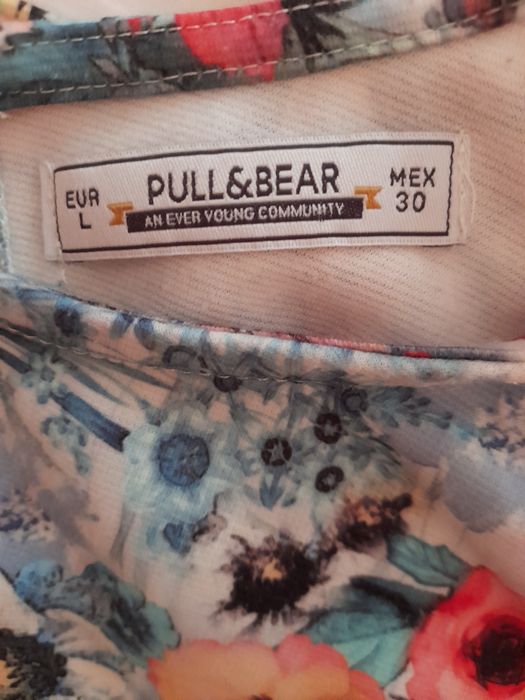 EUR
L
PULL&BEAR
AN EVER YOUNG COMMUNITY
MEX
30